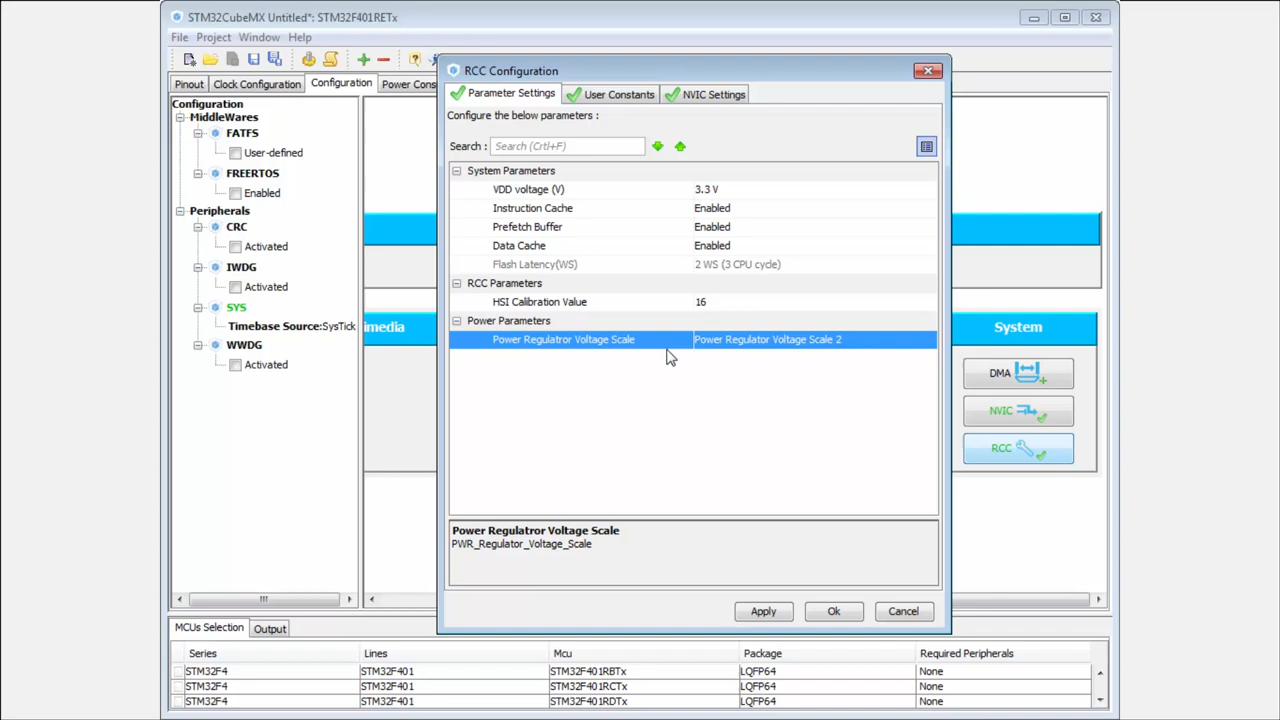 STM32CubeMX Untitled*: STM32F401RETx
File Project Window Help
Pinout Clock Configuration Configuration Power Cons
Configuration
MiddleWares
FATFS
User-defined
FREERTOS
Enabled
Peripherals
CRC
Activated
IWDG
Activated
SYS
Timebase Source:SysTick
WWDG
Activated
imedia
System
DMA
NVIC
RCC
RCC Configuration
Parameter Settings User Constants NVIC Settings
Configure the below parameters :
Search : Search (Crtl+F)
System Parameters
VDD voltage (V) 3.3 V
Instruction Cache Enabled
Prefetch Buffer Enabled
Data Cache Enabled
Flash Latency(WS) 2 WS (3 CPU cycle)
RCC Parameters
HSI Calibration Value 16
Power Parameters
Power Regulatror Voltage Scale Power Regulator Voltage Scale 2
Power Regulatror Voltage Scale
PWR_Regulator_Voltage_Scale
Apply Ok Cancel
MCUs Selection Output
Series Lines Mcu Package Required Peripherals
STM32F4 STM32F401 STM32F401RBTx LQFP64 None
STM32F4 STM32F401 STM32F401RCTx LQFP64 None
STM32F4 STM32F401 STM32F401RDTx LQFP64 None